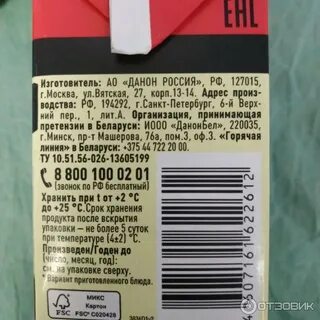 EAC
Изготовитель: АО «ДАНОН РОССИЯ», РФ, 127015,
г.Москва, ул.Вятская, 27, корп.13-14. Адрес произ-
водства: РФ, 194292, г.Санкт-Петербург, 6-й Верх-
ний пер., 1, лит.А. Организация, принимающая
претензии в Беларуси: ИООО «ДанонБел», 220035,
г.Минск, пр-т Машерова, 76а, пом.3, оф.3. «Горячая
линия» в Беларуси: +375 44 722 20 00.
ТУ 10.51.56-026-13605199
8 800 100 02 01
(звонок по РФ бесплатный)
Хранить при t от +2 °C
до +25 °C. Срок хранения
продукта после вскрытия
упаковки – не более 5 суток
при температуре (4±2) °C.
Произведен/Годен до
(число, месяц, год):
см. на упаковке сверху.
* Вариант приготовления блюда.
FSC
МИКС
Картон
FSC® C020428
4 607161 622612
ОТЗОВИК